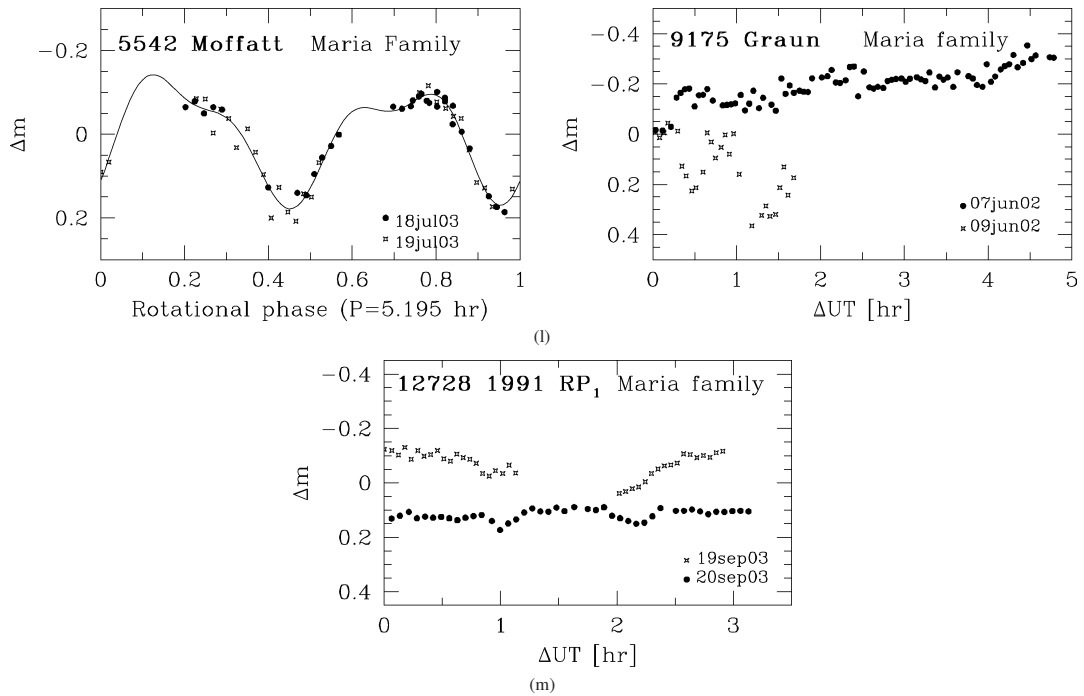 5542 Moffatt Maria Family
−0.2
0
0.2
Δm
18jul03
19jul03
0 0.2 0.4 0.6 0.8 1
Rotational phase (P=5.195 hr)
9175 Graun Maria family
−0.4
−0.2
0
0.2
0.4
Δm
07jun02
09jun02
0 1 2 3 4 5
ΔUT [hr]
(l)
12728 1991 RP₁ Maria family
−0.4
−0.2
0
0.2
0.4
Δm
19sep03
20sep03
0 1 2 3
ΔUT [hr]
(m)